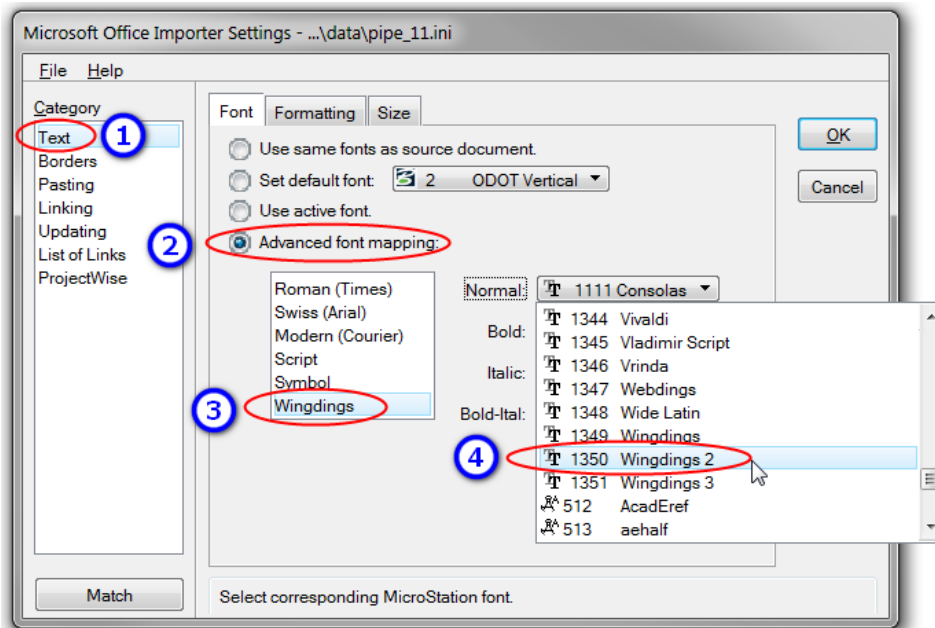 Microsoft Office Importer Settings - ...\data\pipe_11.ini
File Help
Category
Text
Borders
Pasting
Linking
Updating
List of Links
ProjectWise
Match
1
2
3
4
Font Formatting Size
Use same fonts as source document.
Set default font: 2 ODOT Vertical
Use active font.
Advanced font mapping:
Roman (Times)
Swiss (Arial)
Modern (Courier)
Script
Symbol
Wingdings
Normal: 1111 Consolas
Bold:
Italic:
Bold-Ital:
1344 Vivaldi
1345 Vladimir Script
1346 Vrinda
1347 Webdings
1348 Wide Latin
1349 Wingdings
1350 Wingdings 2
1351 Wingdings 3
512 AcadEref
513 aehalf
OK
Cancel
Select corresponding MicroStation font.